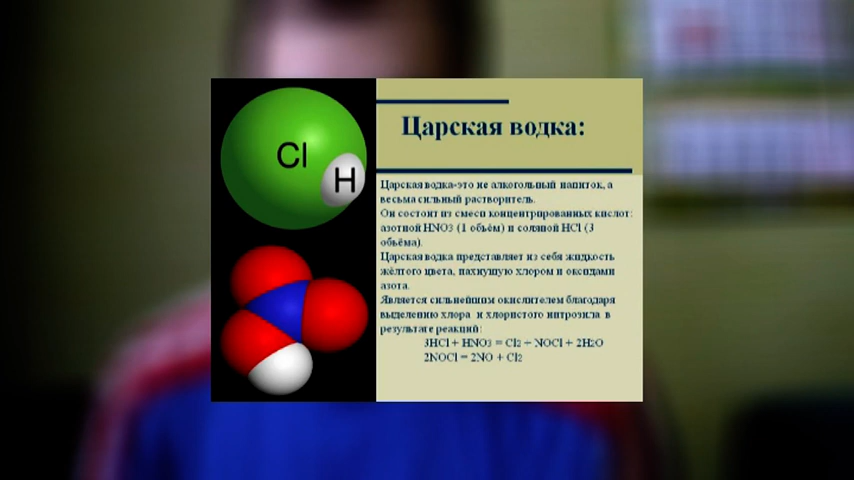 Cl
H
Царская водка:
Царская водка-это не алкогольный напиток, а
весьма сильный растворитель.
Он состоит из смеси концентрированных кислот:
азотной HNO3 (1 объём) и соляной HCl (3
объёма).
Царская водка представляет из себя жидкость
жёлтого цвета, пахнущую хлором и оксидами
азота.
Является сильнейшим окислителем благодаря
выделению хлора и хлористого нитрозила в
результате реакций:
3HCl + HNO3 = Cl2 + NOCl + 2H2O
2NOCl = 2NO + Cl2